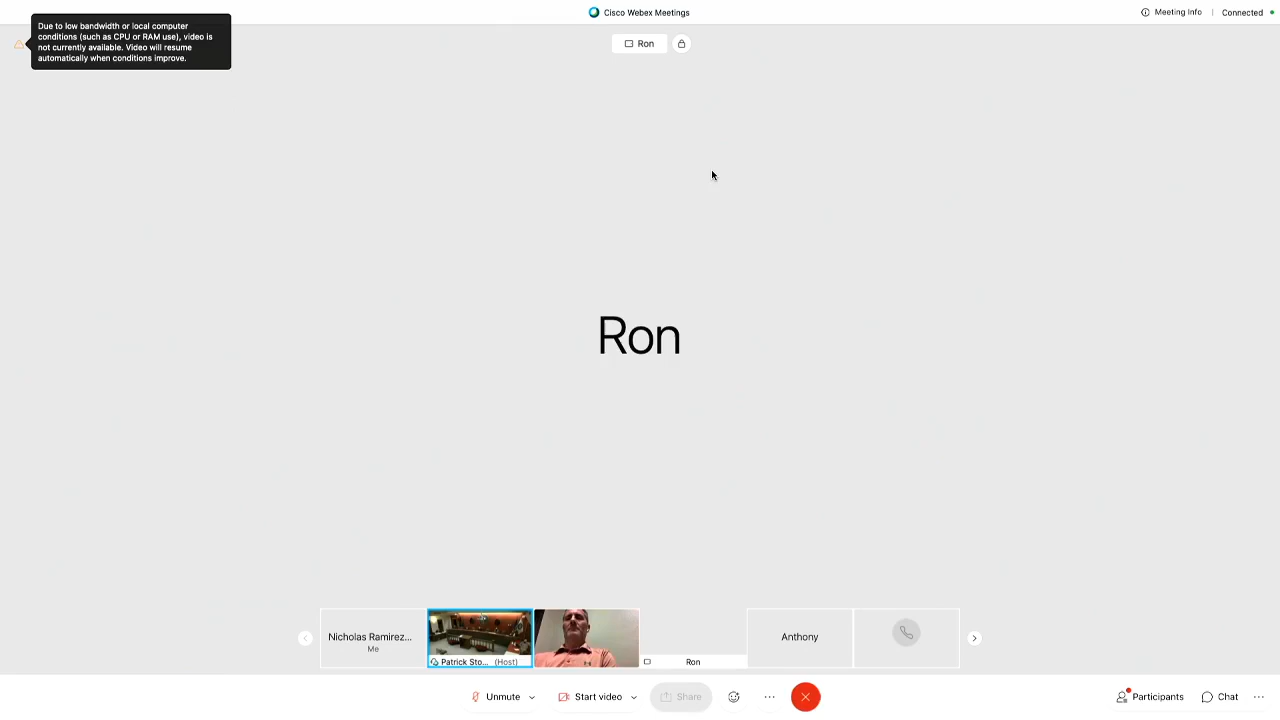 Cisco Webex Meetings
Meeting Info
Connected
Due to low bandwidth or local computer
conditions (such as CPU or RAM use), video is
not currently available. Video will resume
automatically when conditions improve.
Ron
Ron
Nicholas Ramirez...
Me
Patrick Sto... (Host)
Ron
Anthony
Unmute
Start video
Share
Participants
Chat